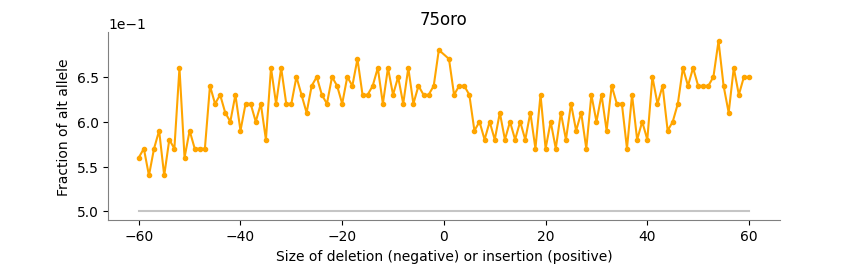 75oro
1e−1
Fraction of alt allele
6.5
6.0
5.5
5.0
−60 −40 −20 0 20 40 60
Size of deletion (negative) or insertion (positive)